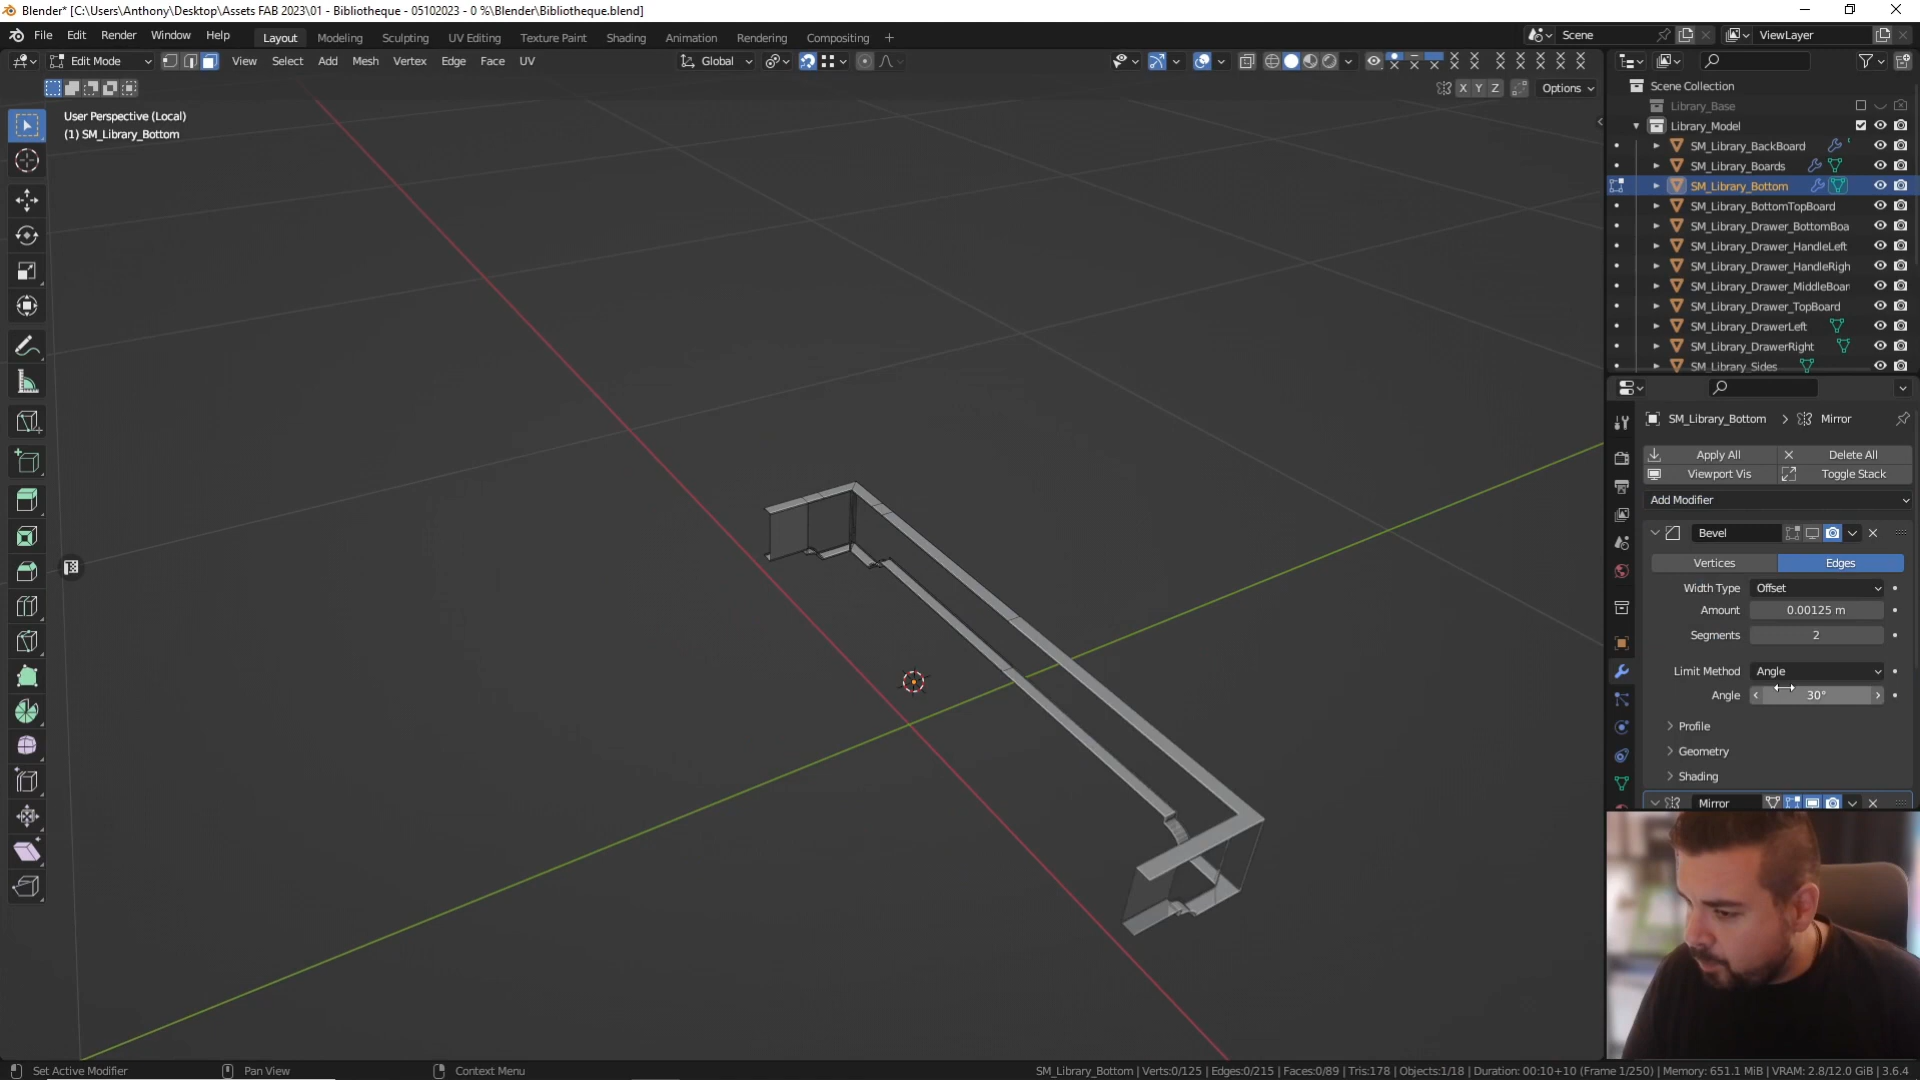 Blender* [C:\Users\Anthony\Desktop\Assets FAB 2023\01 - Bibliotheque - 05102023 - 0 %\Blender\Bibliotheque.blend]
File Edit Render Window Help Layout Modeling Sculpting UV Editing Texture Paint Shading Animation Rendering Compositing + Scene ViewLayer
Edit Mode View Select Add Mesh Vertex Edge Face UV Global
X Y Z Options
User Perspective (Local)
(1) SM_Library_Bottom
Scene Collection
Library_Base
Library_Model
SM_Library_BackBoard
SM_Library_Boards
SM_Library_Bottom
SM_Library_BottomTopBoard
SM_Library_Drawer_BottomBoa
SM_Library_Drawer_HandleLeft
SM_Library_Drawer_HandleRigh
SM_Library_Drawer_MiddleBoar
SM_Library_Drawer_TopBoard
SM_Library_DrawerLeft
SM_Library_DrawerRight
SM_Library_Sides
SM_Library_Bottom > Mirror
Apply All Delete All
Viewport Vis Toggle Stack
Add Modifier
Bevel
Vertices Edges
Width Type Offset
Amount 0.00125 m
Segments 2
Limit Method Angle
Angle 30°
Profile
Geometry
Shading
Mirror
Set Active Modifier Pan View Context Menu SM_Library_Bottom | Verts:0/125 | Edges:0/215 | Faces:0/89 | Tris:178 | Objects:1/18 | Duration: 00:10+10 (Frame 1/250) | Memory: 651.1 MiB | VRAM: 2.8/12.0 GiB | 3.6.4